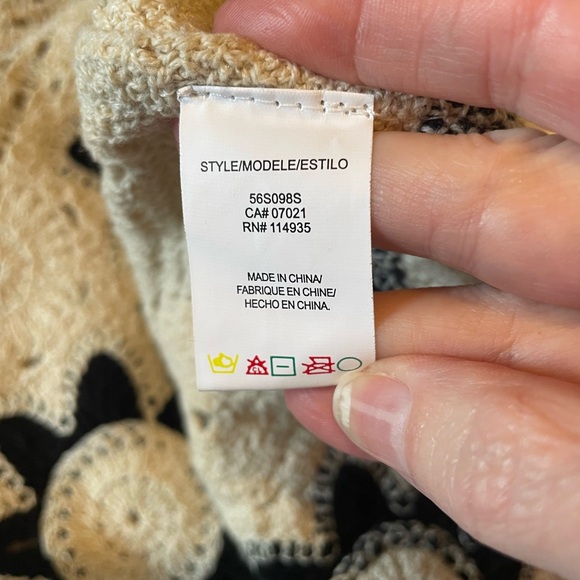 STYLE/MODELE/ESTILO
56S098S
CA# 07021
RN# 114935
MADE IN CHINA/
FABRIQUE EN CHINE/
HECHO EN CHINA.